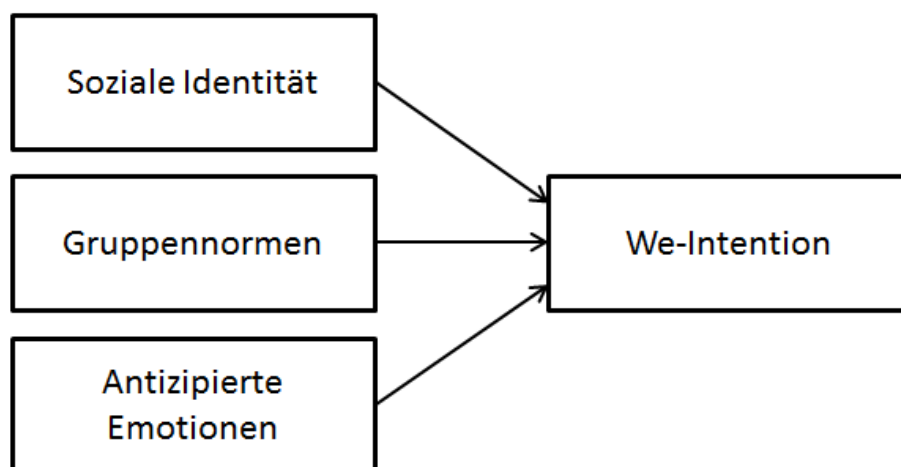 Soziale Identität
Gruppennormen
We-Intention
Antizipierte
Emotionen